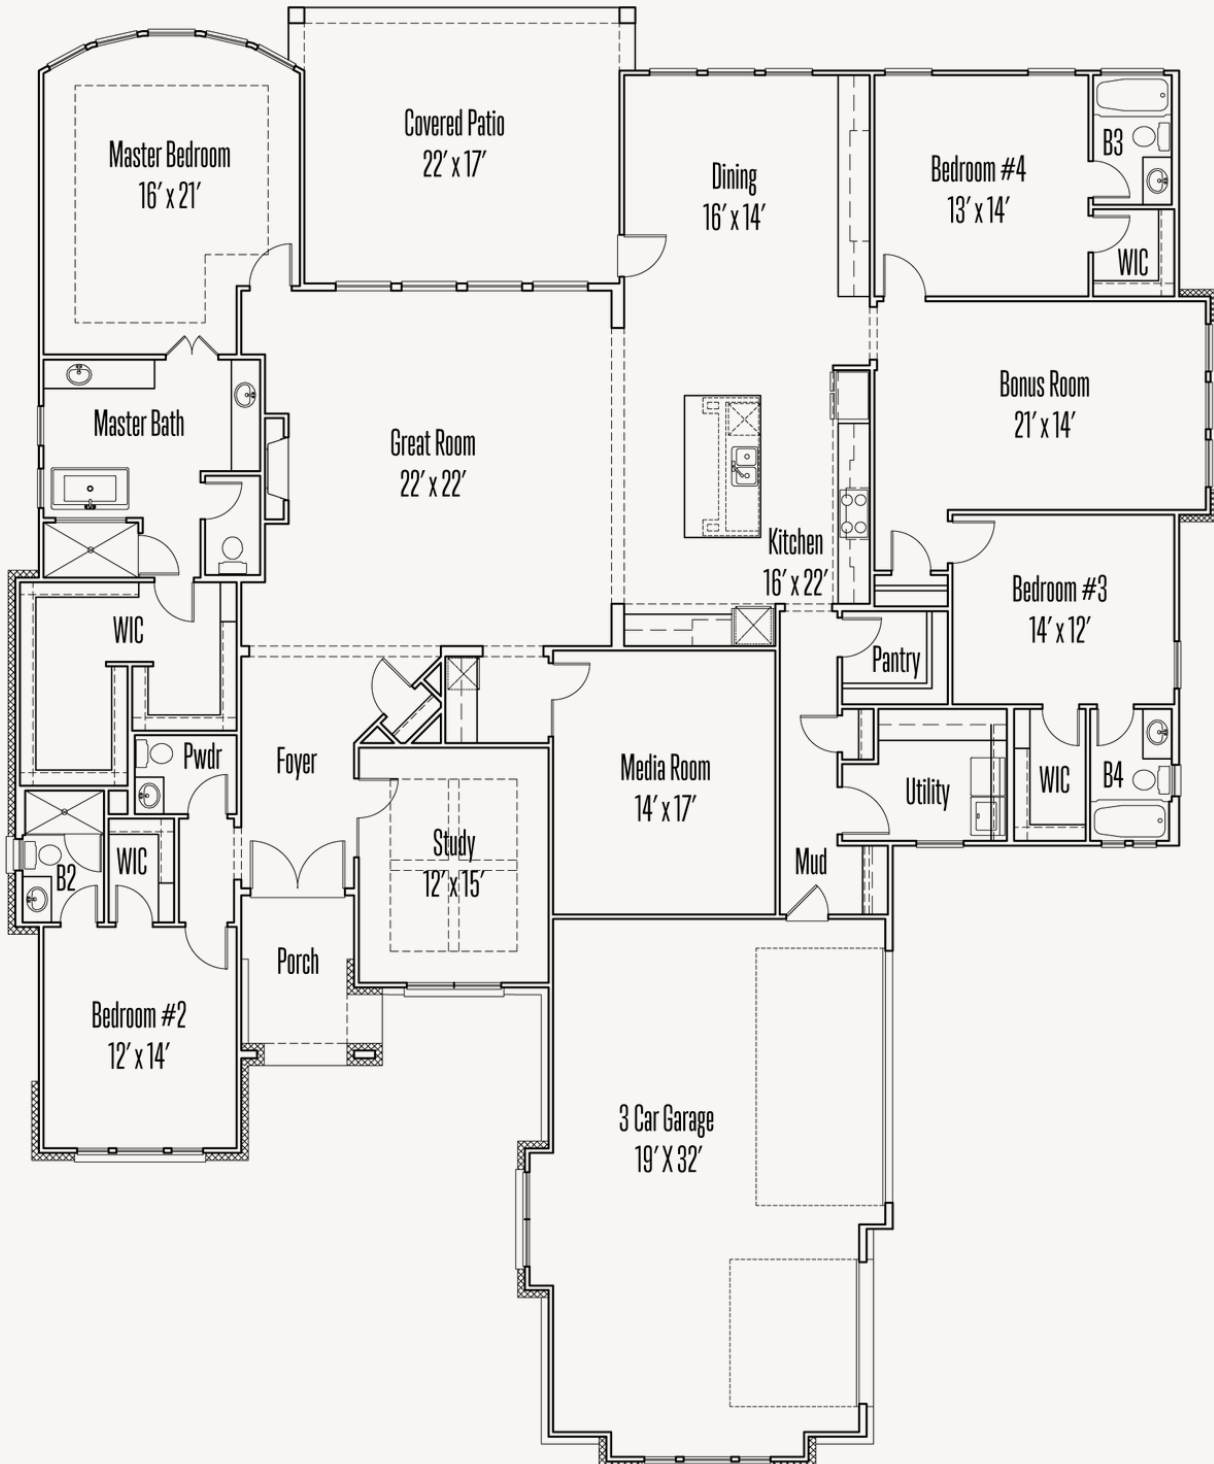 Master Bedroom
16' x 21'
Covered Patio
22' x 17'
Dining
16' x 14'
Bedroom #4
13' x 14'
B3
WIC
Master Bath
Great Room
22' x 22'
Bonus Room
21' x 14'
Kitchen
16' x 22'
Bedroom #3
14' x 12'
WIC
Pantry
Pwdr
Foyer
Media Room
14' x 17'
Utility
WIC
B4
Study
12' x 15'
B2
WIC
Mud
Porch
Bedroom #2
12' x 14'
3 Car Garage
19' X 32'